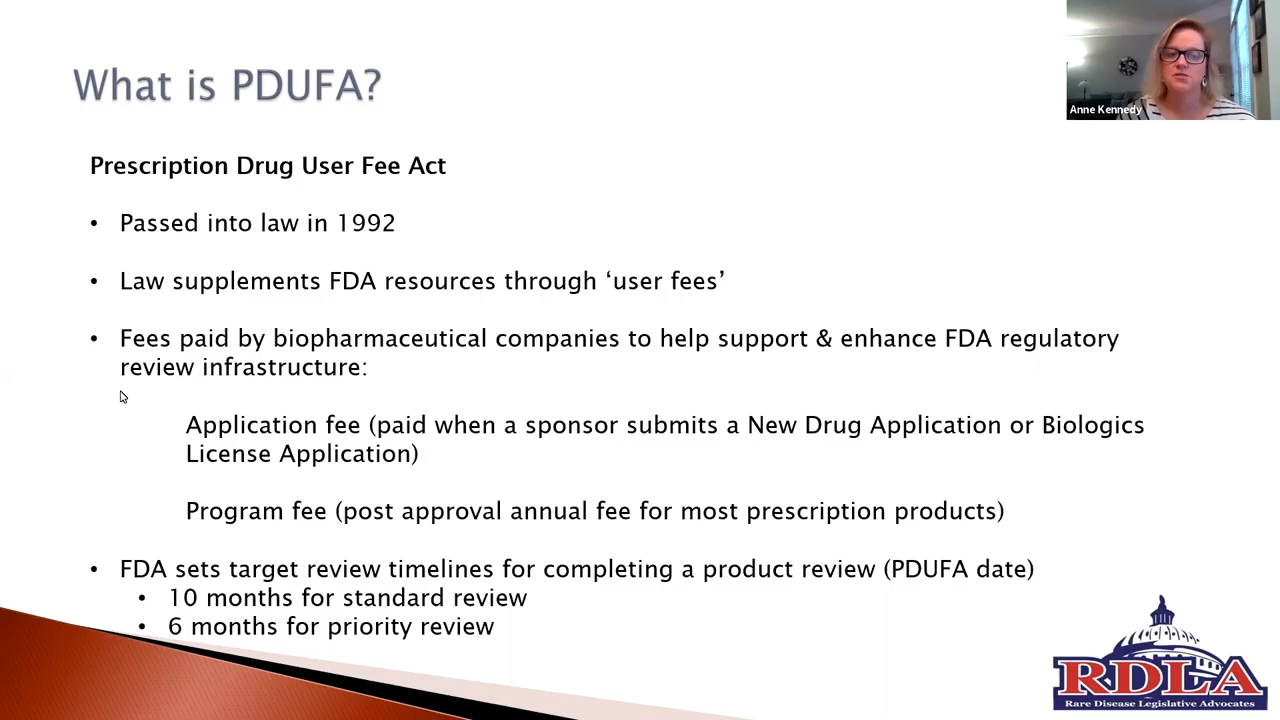 What is PDUFA?
Anne Kennedy
Prescription Drug User Fee Act
• Passed into law in 1992
• Law supplements FDA resources through ‘user fees’
• Fees paid by biopharmaceutical companies to help support & enhance FDA regulatory
review infrastructure:
Application fee (paid when a sponsor submits a New Drug Application or Biologics
License Application)
Program fee (post approval annual fee for most prescription products)
• FDA sets target review timelines for completing a product review (PDUFA date)
• 10 months for standard review
• 6 months for priority review
RDLA
Rare Disease Legislative Advocates